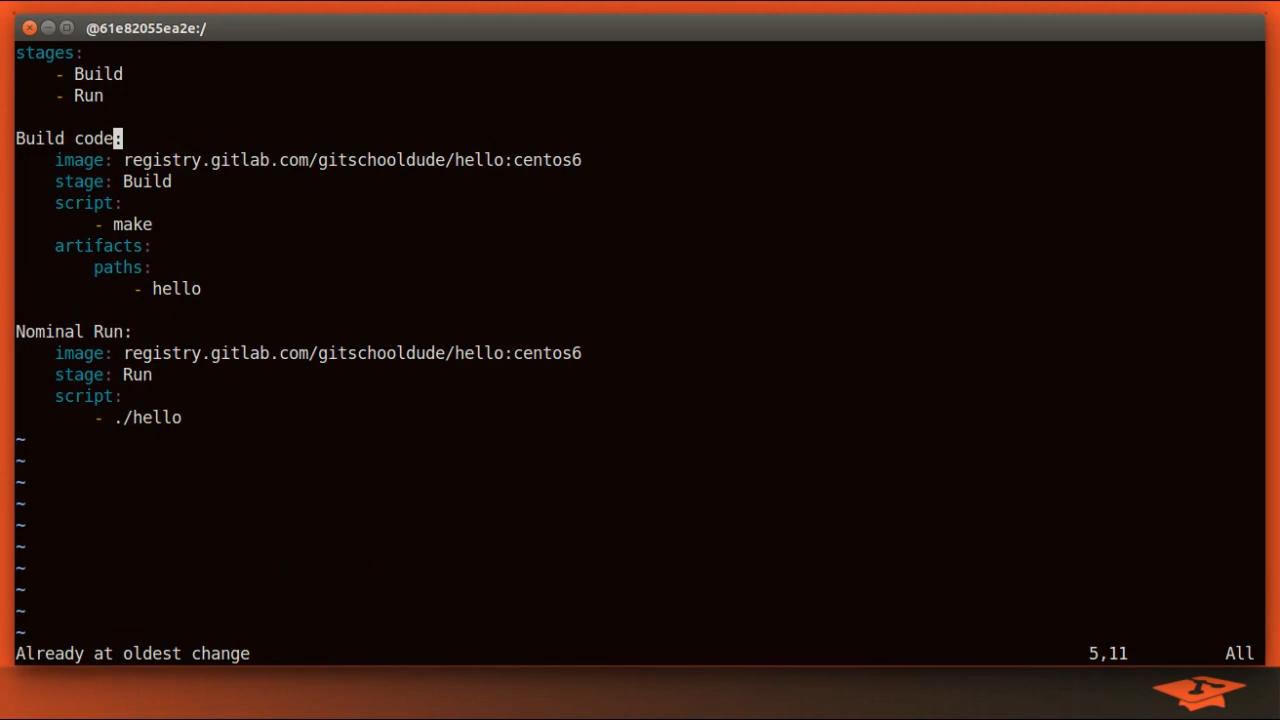 @61e82055ea2e:/
stages:
    - Build
    - Run

Build code:
    image: registry.gitlab.com/gitschooldude/hello:centos6
    stage: Build
    script:
        - make
    artifacts:
        paths:
            - hello

Nominal Run:
    image: registry.gitlab.com/gitschooldude/hello:centos6
    stage: Run
    script:
        - ./hello
~
~
~
~
~
~
~
~
~
~
Already at oldest change 5,11 All